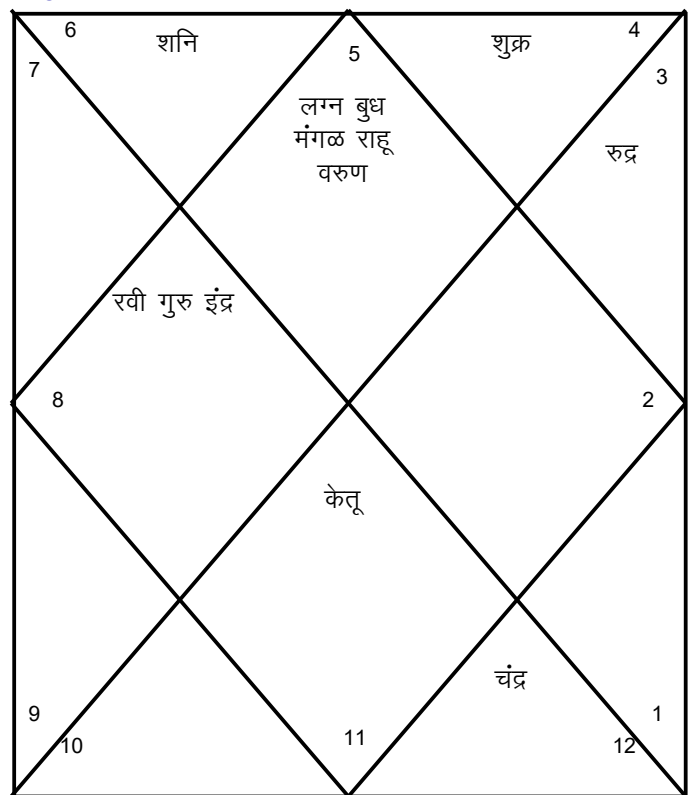 6
शनि
5
शुक्र
4
7
3
लग्न बुध
मंगळ राहू
वरुण
रुद्र
रवी गुरु इंद्र
8
2
केतू
चंद्र
9
1
10
11
12